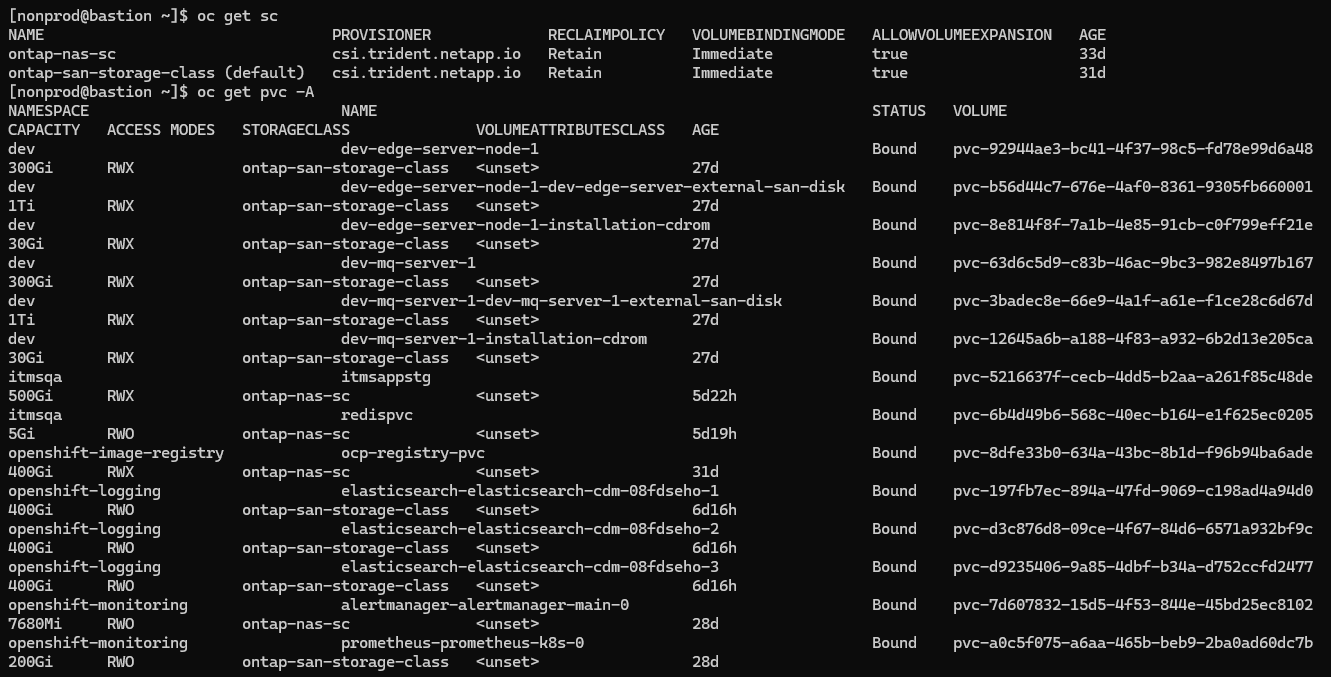 [nonprod@bastion ~]$ oc get sc
NAME                                PROVISIONER             RECLAIMPOLICY   VOLUMEBINDINGMODE   ALLOWVOLUMEEXPANSION   AGE
ontap-nas-sc                        csi.trident.netapp.io   Retain          Immediate           true                   33d
ontap-san-storage-class (default)   csi.trident.netapp.io   Retain          Immediate           true                   31d
[nonprod@bastion ~]$ oc get pvc -A
NAMESPACE                            NAME                                                       STATUS   VOLUME
CAPACITY   ACCESS MODES   STORAGECLASS              VOLUMEATTRIBUTESCLASS   AGE
dev                                  dev-edge-server-node-1                                     Bound    pvc-92944ae3-bc41-4f37-98c5-fd78e99d6a48
300Gi      RWX            ontap-san-storage-class   <unset>                 27d
dev                                  dev-edge-server-node-1-dev-edge-server-external-san-disk   Bound    pvc-b56d44c7-676e-4af0-8361-9305fb660001
1Ti        RWX            ontap-san-storage-class   <unset>                 27d
dev                                  dev-edge-server-node-1-installation-cdrom                  Bound    pvc-8e814f8f-7a1b-4e85-91cb-c0f799eff21e
30Gi       RWX            ontap-san-storage-class   <unset>                 27d
dev                                  dev-mq-server-1                                            Bound    pvc-63d6c5d9-c83b-46ac-9bc3-982e8497b167
300Gi      RWX            ontap-san-storage-class   <unset>                 27d
dev                                  dev-mq-server-1-dev-mq-server-1-external-san-disk          Bound    pvc-3badec8e-66e9-4a1f-a61e-f1ce28c6d67d
1Ti        RWX            ontap-san-storage-class   <unset>                 27d
dev                                  dev-mq-server-1-installation-cdrom                         Bound    pvc-12645a6b-a188-4f83-a932-6b2d13e205ca
30Gi       RWX            ontap-san-storage-class   <unset>                 27d
itmsqa                               itmsappstg                                                 Bound    pvc-5216637f-cecb-4dd5-b2aa-a261f85c48de
500Gi      RWX            ontap-nas-sc              <unset>                 5d22h
itmsqa                               redispvc                                                   Bound    pvc-6b4d49b6-568c-40ec-b164-e1f625ec0205
5Gi        RWO            ontap-nas-sc              <unset>                 5d19h
openshift-image-registry             ocp-registry-pvc                                           Bound    pvc-8dfe33b0-634a-43bc-8b1d-f96b94ba6ade
400Gi      RWX            ontap-nas-sc              <unset>                 31d
openshift-logging                    elasticsearch-elasticsearch-cdm-08fdseho-1                 Bound    pvc-197fb7ec-894a-47fd-9069-c198ad4a94d0
400Gi      RWO            ontap-san-storage-class   <unset>                 6d16h
openshift-logging                    elasticsearch-elasticsearch-cdm-08fdseho-2                 Bound    pvc-d3c876d8-09ce-4f67-84d6-6571a932bf9c
400Gi      RWO            ontap-san-storage-class   <unset>                 6d16h
openshift-logging                    elasticsearch-elasticsearch-cdm-08fdseho-3                 Bound    pvc-d9235406-9a85-4dbf-b34a-d752ccfd2477
400Gi      RWO            ontap-san-storage-class   <unset>                 6d16h
openshift-monitoring                 alertmanager-alertmanager-main-0                           Bound    pvc-7d607832-15d5-4f53-844e-45bd25ec8102
7680Mi     RWO            ontap-nas-sc              <unset>                 28d
openshift-monitoring                 prometheus-prometheus-k8s-0                                Bound    pvc-a0c5f075-a6aa-465b-beb9-2ba0ad60dc7b
200Gi      RWO            ontap-san-storage-class   <unset>                 28d